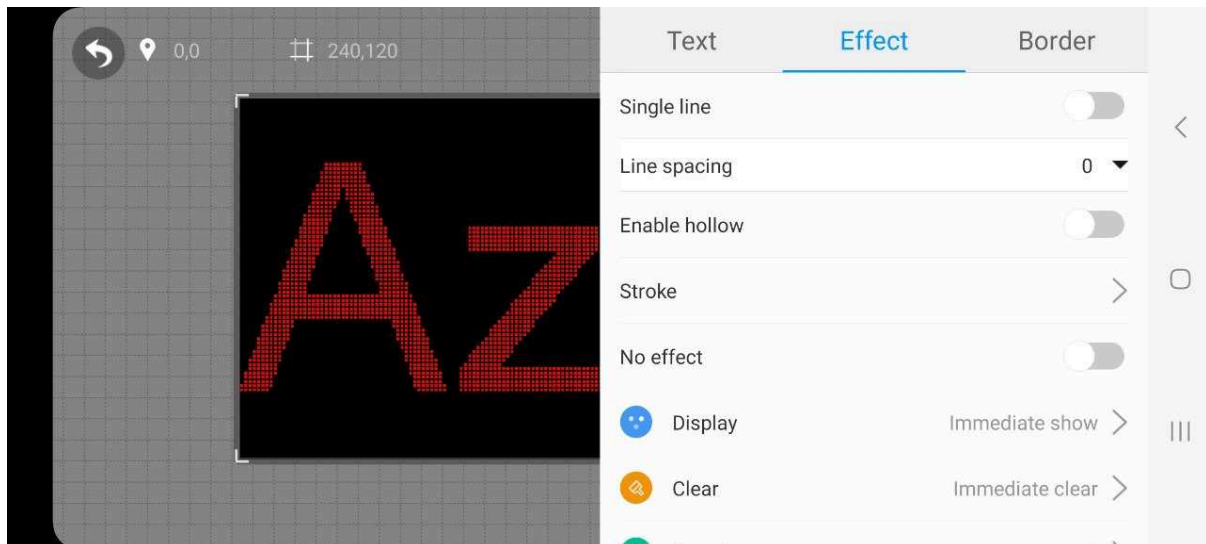 0,0 240,120
Az
Text Effect Border
Single line
Line spacing 0
Enable hollow
Stroke
No effect
Display Immediate show
Clear Immediate clear